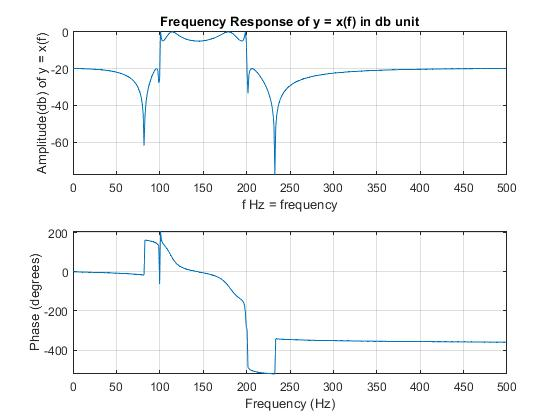 Frequency Response of y = x(f) in db unit
Amplitude(db) of y = x(f)
0
-20
-40
-60
0 50 100 150 200 250 300 350 400 450 500
f Hz = frequency
Phase (degrees)
200
0
-200
-400
0 50 100 150 200 250 300 350 400 450 500
Frequency (Hz)